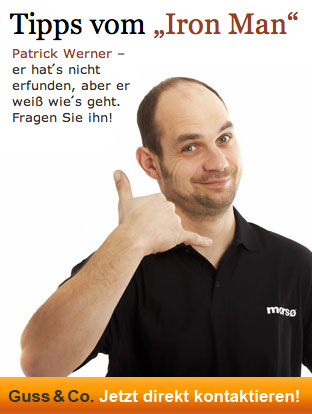 Tipps vom „Iron Man“
Patrick Werner –
er hat´s nicht
erfunden, aber er
weiß wie´s geht.
Fragen Sie ihn!
morsø
Guss & Co. Jetzt direkt kontaktieren!